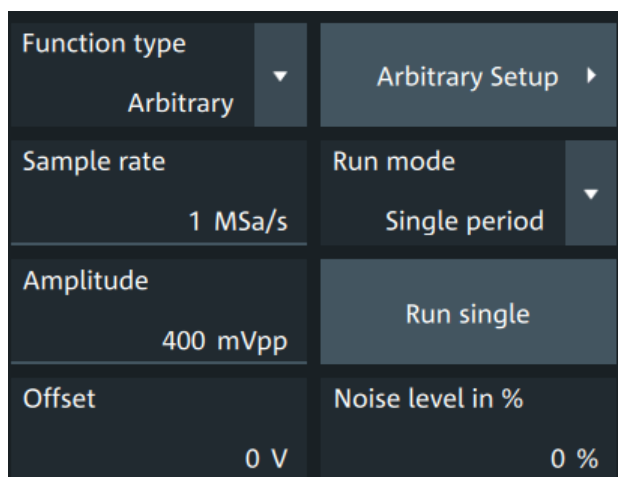 Function type
Arbitrary
Arbitrary Setup
Sample rate
1 MSa/s
Run mode
Single period
Amplitude
400 mVpp
Run single
Offset
0 V
Noise level in %
0 %